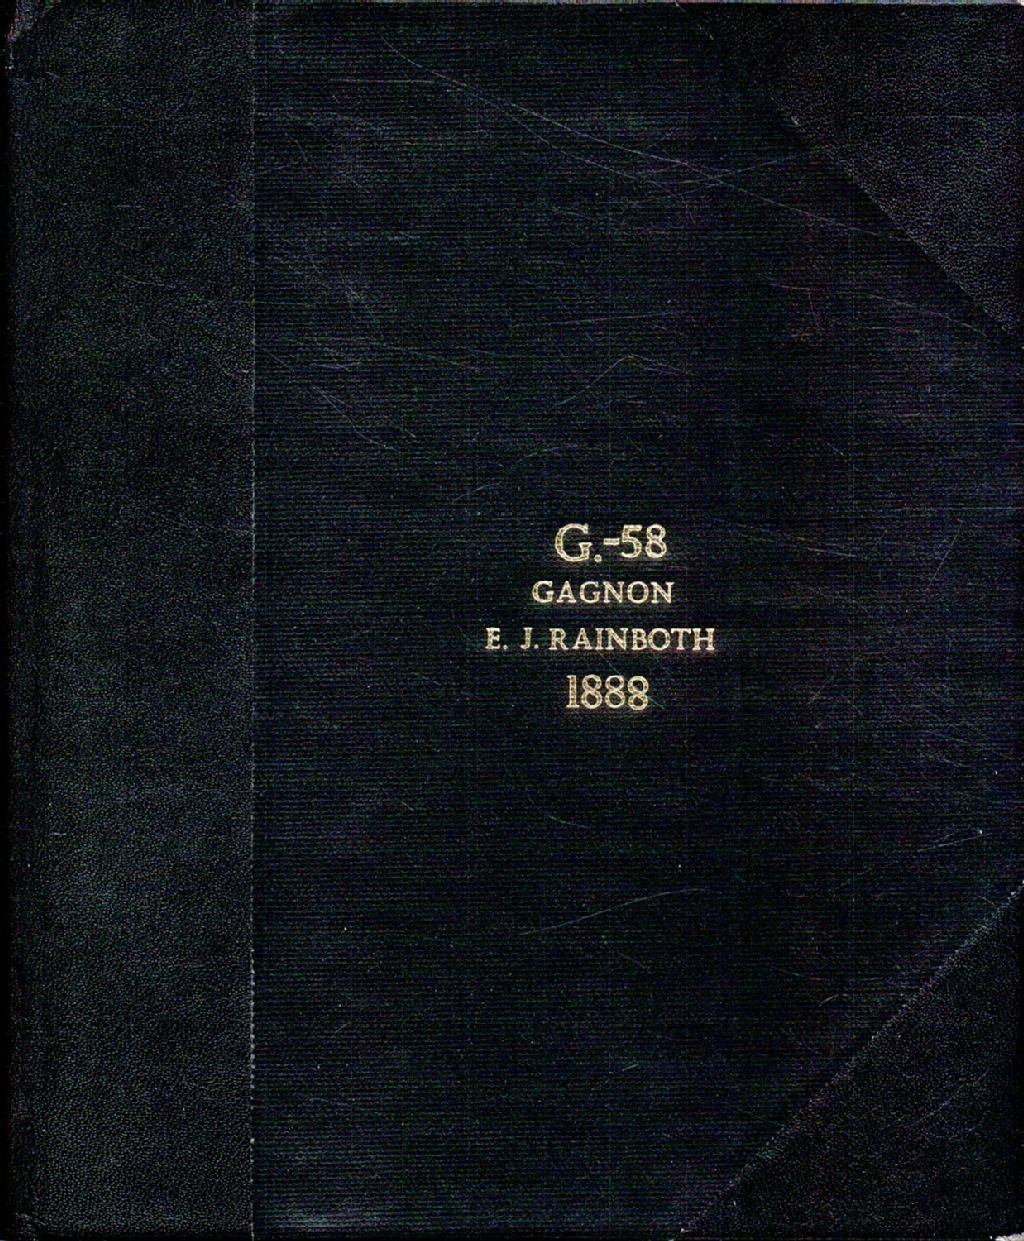 G.-58
GAGNON
E. J. RAINBOTH
1888